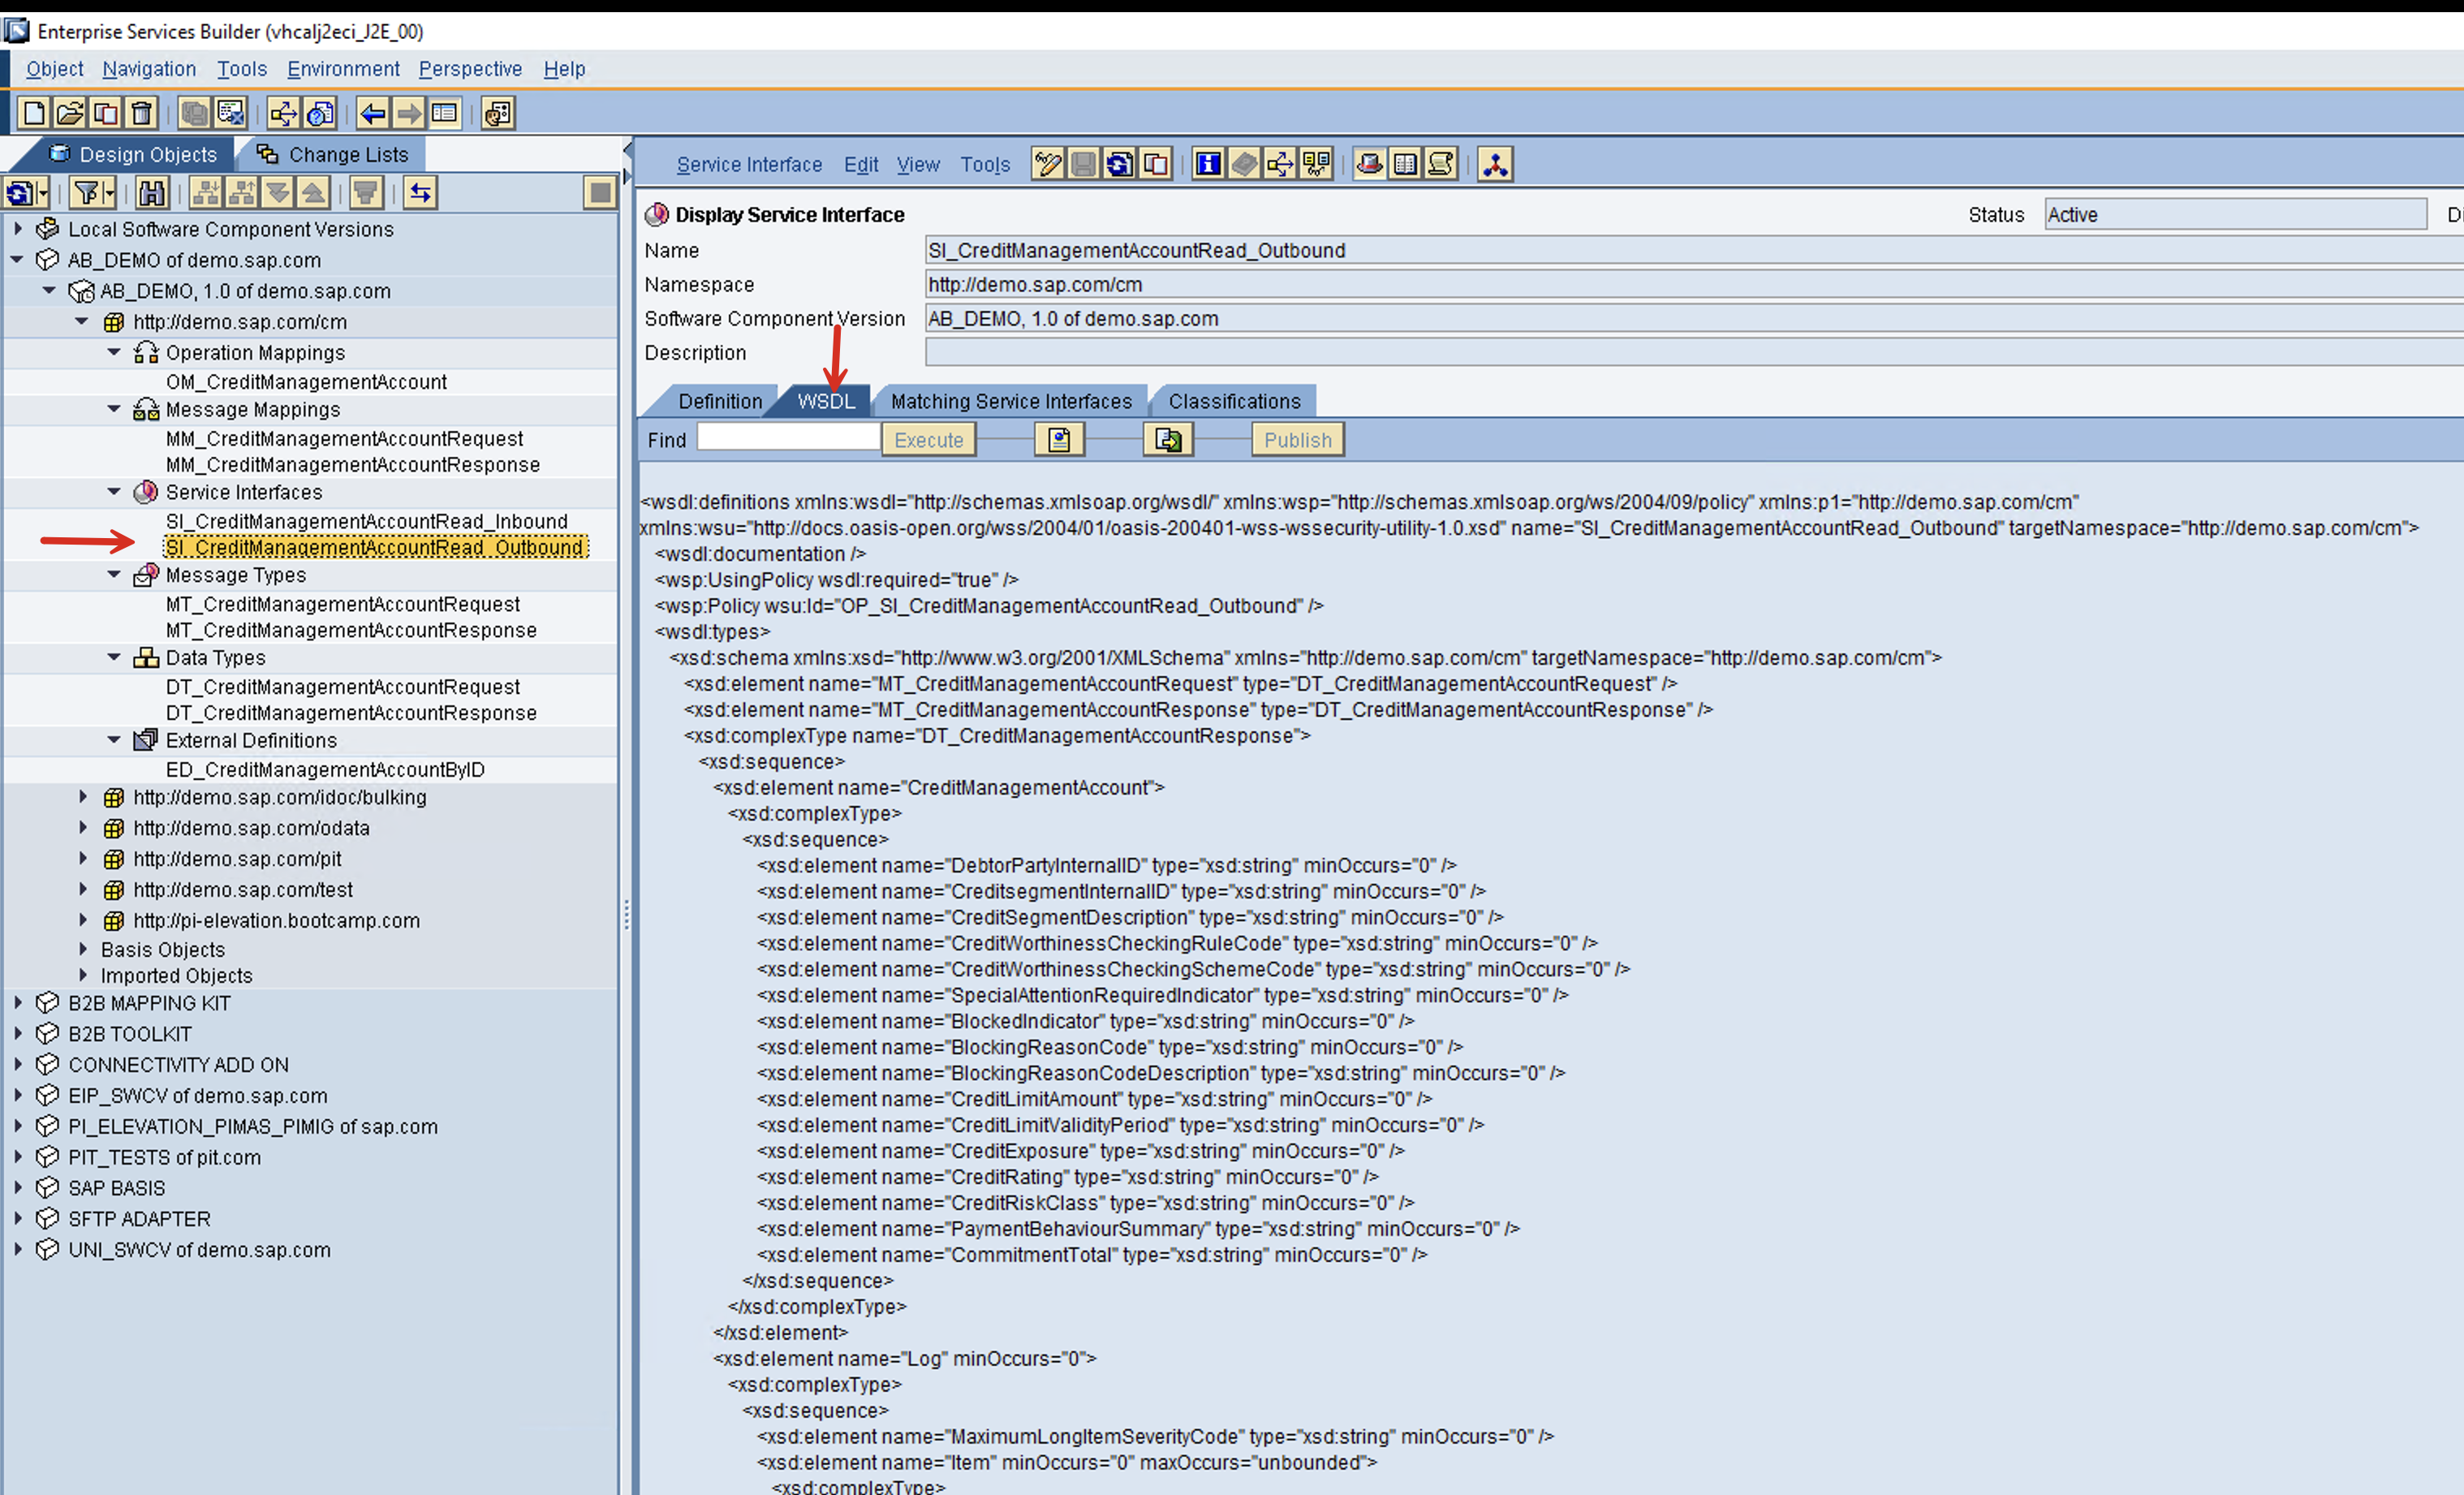 Enterprise Services Builder (vhcalj2eci_J2E_00)
Object Navigation Tools Environment Perspective Help
Design Objects Change Lists
Local Software Component Versions
AB_DEMO of demo.sap.com
AB_DEMO, 1.0 of demo.sap.com
http://demo.sap.com/cm
Operation Mappings
OM_CreditManagementAccount
Message Mappings
MM_CreditManagementAccountRequest
MM_CreditManagementAccountResponse
Service Interfaces
SI_CreditManagementAccountRead_Inbound
SI_CreditManagementAccountRead_Outbound
Message Types
MT_CreditManagementAccountRequest
MT_CreditManagementAccountResponse
Data Types
DT_CreditManagementAccountRequest
DT_CreditManagementAccountResponse
External Definitions
ED_CreditManagementAccountByID
http://demo.sap.com/idoc/bulking
http://demo.sap.com/odata
http://demo.sap.com/pit
http://demo.sap.com/test
http://pi-elevation.bootcamp.com
Basis Objects
Imported Objects
B2B MAPPING KIT
B2B TOOLKIT
CONNECTIVITY ADD ON
EIP_SWCV of demo.sap.com
PI_ELEVATION_PIMAS_PIMIG of sap.com
PIT_TESTS of pit.com
SAP BASIS
SFTP ADAPTER
UNI_SWCV of demo.sap.com
Service Interface Edit View Tools
Display Service Interface
Status Active
Name SI_CreditManagementAccountRead_Outbound
Namespace http://demo.sap.com/cm
Software Component Version AB_DEMO, 1.0 of demo.sap.com
Description
Definition WSDL Matching Service Interfaces Classifications
Find Execute Publish
<wsdl:definitions xmlns:wsdl="http://schemas.xmlsoap.org/wsdl/" xmlns:wsp="http://schemas.xmlsoap.org/ws/2004/09/policy" xmlns:p1="http://demo.sap.com/cm"
xmlns:wsu="http://docs.oasis-open.org/wss/2004/01/oasis-200401-wss-wssecurity-utility-1.0.xsd" name="SI_CreditManagementAccountRead_Outbound" targetNamespace="http://demo.sap.com/cm">
<wsdl:documentation />
<wsp:UsingPolicy wsdl:required="true" />
<wsp:Policy wsu:Id="OP_SI_CreditManagementAccountRead_Outbound" />
<wsdl:types>
<xsd:schema xmlns:xsd="http://www.w3.org/2001/XMLSchema" xmlns="http://demo.sap.com/cm" targetNamespace="http://demo.sap.com/cm">
<xsd:element name="MT_CreditManagementAccountRequest" type="DT_CreditManagementAccountRequest" />
<xsd:element name="MT_CreditManagementAccountResponse" type="DT_CreditManagementAccountResponse" />
<xsd:complexType name="DT_CreditManagementAccountResponse">
<xsd:sequence>
<xsd:element name="CreditManagementAccount">
<xsd:complexType>
<xsd:sequence>
<xsd:element name="DebtorPartyInternalID" type="xsd:string" minOccurs="0" />
<xsd:element name="CreditsegmentInternalID" type="xsd:string" minOccurs="0" />
<xsd:element name="CreditSegmentDescription" type="xsd:string" minOccurs="0" />
<xsd:element name="CreditWorthinessCheckingRuleCode" type="xsd:string" minOccurs="0" />
<xsd:element name="CreditWorthinessCheckingSchemeCode" type="xsd:string" minOccurs="0" />
<xsd:element name="SpecialAttentionRequiredIndicator" type="xsd:string" minOccurs="0" />
<xsd:element name="BlockedIndicator" type="xsd:string" minOccurs="0" />
<xsd:element name="BlockingReasonCode" type="xsd:string" minOccurs="0" />
<xsd:element name="BlockingReasonCodeDescription" type="xsd:string" minOccurs="0" />
<xsd:element name="CreditLimitAmount" type="xsd:string" minOccurs="0" />
<xsd:element name="CreditLimitValidityPeriod" type="xsd:string" minOccurs="0" />
<xsd:element name="CreditExposure" type="xsd:string" minOccurs="0" />
<xsd:element name="CreditRating" type="xsd:string" minOccurs="0" />
<xsd:element name="CreditRiskClass" type="xsd:string" minOccurs="0" />
<xsd:element name="PaymentBehaviourSummary" type="xsd:string" minOccurs="0" />
<xsd:element name="CommitmentTotal" type="xsd:string" minOccurs="0" />
</xsd:sequence>
</xsd:complexType>
</xsd:element>
<xsd:element name="Log" minOccurs="0">
<xsd:complexType>
<xsd:sequence>
<xsd:element name="MaximumLongItemSeverityCode" type="xsd:string" minOccurs="0" />
<xsd:element name="Item" minOccurs="0" maxOccurs="unbounded">
<xsd:complexType>